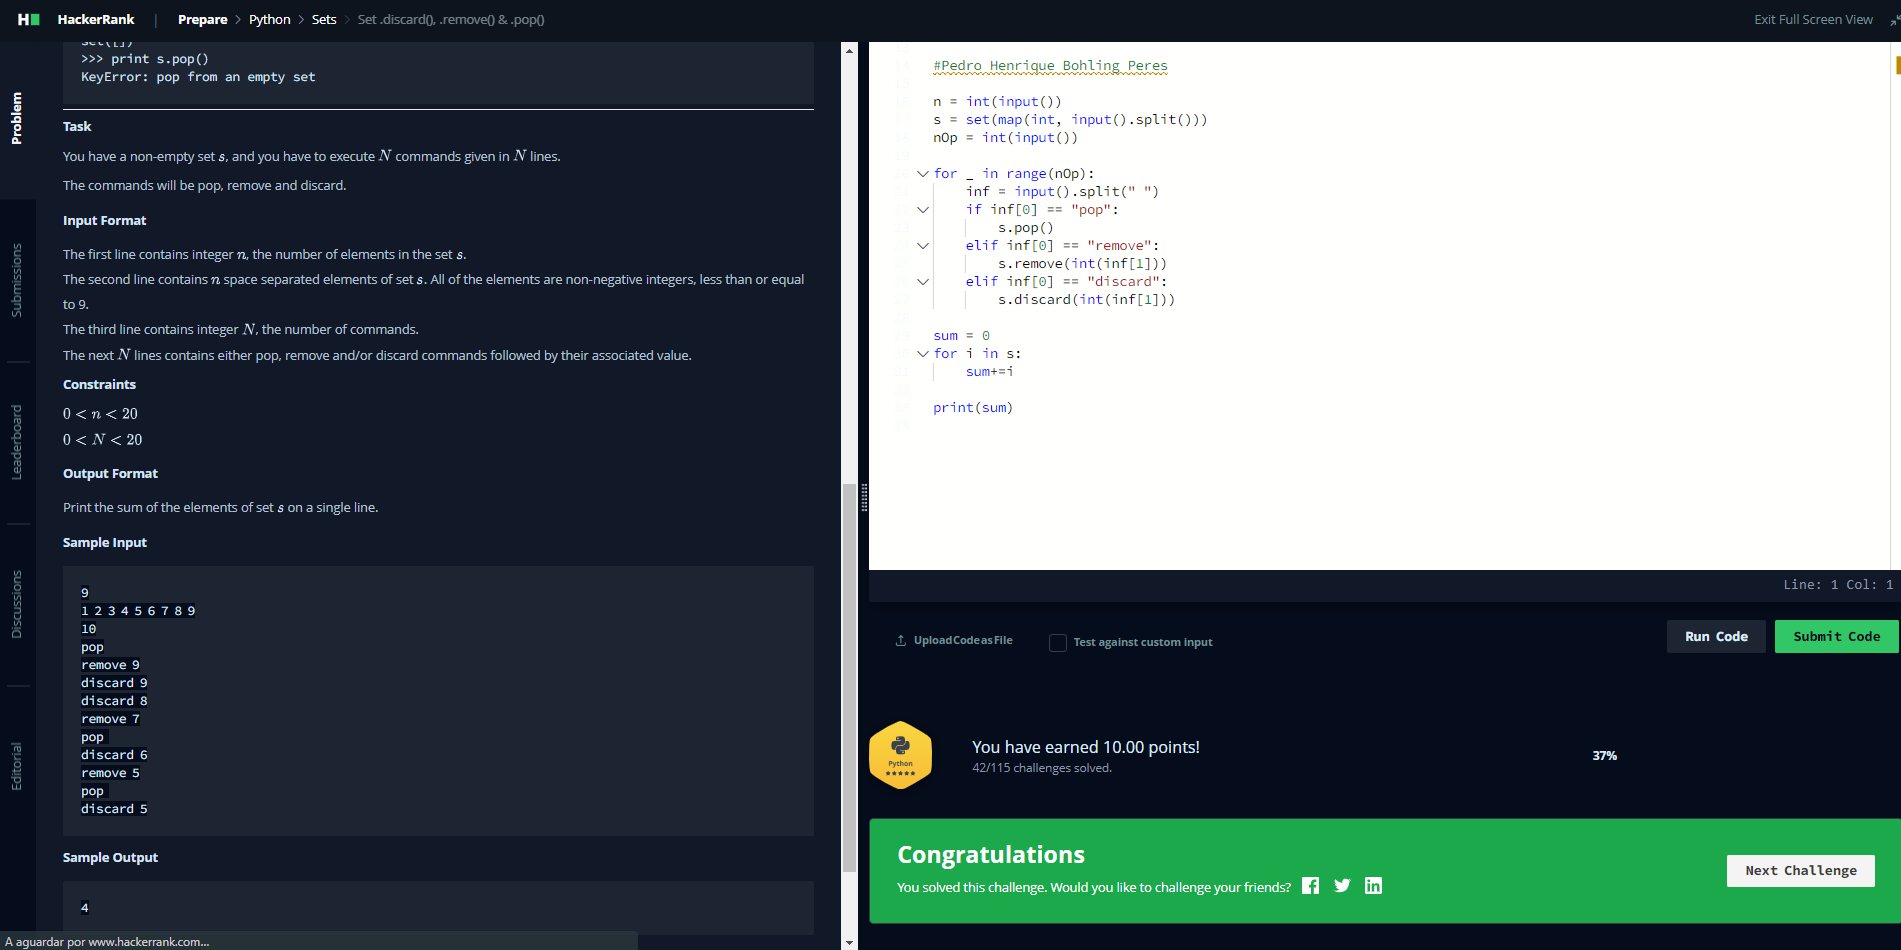 HackerRank | Prepare > Python > Sets > Set .discard(), .remove() & .pop()
Exit Full Screen View
Problem
Submissions
Leaderboard
Discussions
Editorial
set([])
>>> print s.pop()
KeyError: pop from an empty set
Task
You have a non-empty set s, and you have to execute N commands given in N lines.
The commands will be pop, remove and discard.
Input Format
The first line contains integer n, the number of elements in the set s.
The second line contains n space separated elements of set s. All of the elements are non-negative integers, less than or equal
to 9.
The third line contains integer N, the number of commands.
The next N lines contains either pop, remove and/or discard commands followed by their associated value.
Constraints
0 < n < 20
0 < N < 20
Output Format
Print the sum of the elements of set s on a single line.
Sample Input
9
1 2 3 4 5 6 7 8 9
10
pop
remove 9
discard 9
discard 8
remove 7
pop
discard 6
remove 5
pop
discard 5
Sample Output
4
A aguardar por www.hackerrank.com...
#Pedro Henrique Bohling Peres
n = int(input())
s = set(map(int, input().split()))
nOp = int(input())
for _ in range(nOp):
    inf = input().split(" ")
    if inf[0] == "pop":
        s.pop()
    elif inf[0] == "remove":
        s.remove(int(inf[1]))
    elif inf[0] == "discard":
        s.discard(int(inf[1]))
sum = 0
for i in s:
    sum+=i
print(sum)
Line: 1 Col: 1
Upload Code as File
Test against custom input
Run Code
Submit Code
Python
You have earned 10.00 points!
42/115 challenges solved.
37%
Congratulations
You solved this challenge. Would you like to challenge your friends?
Next Challenge